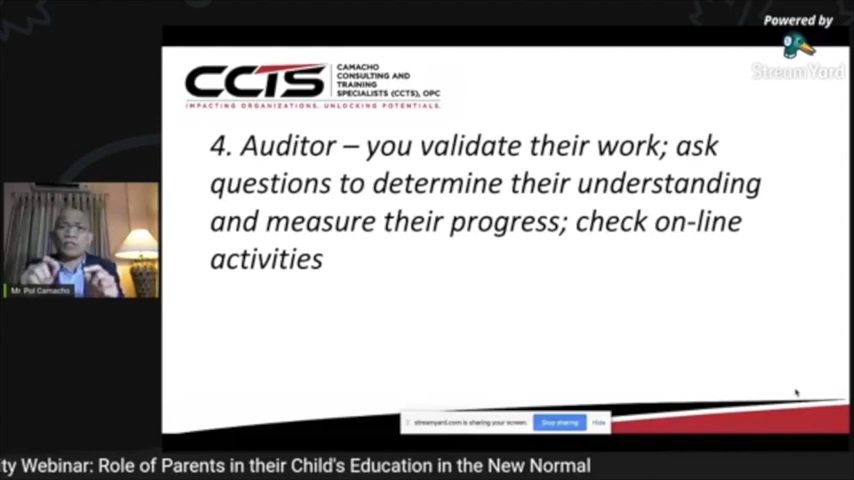 Powered by
StreamYard
CCTS
CAMACHO
CONSULTING AND
TRAINING
SPECIALISTS (CCTS), OPC
IMPACTING ORGANIZATIONS. UNLOCKING POTENTIALS.
4. Auditor – you validate their work; ask
questions to determine their understanding
and measure their progress; check on-line
activities
Mr. Pol Camacho
streamyard.com is sharing your screen.
Stop sharing
Hide
ty Webinar: Role of Parents in their Child's Education in the New Normal